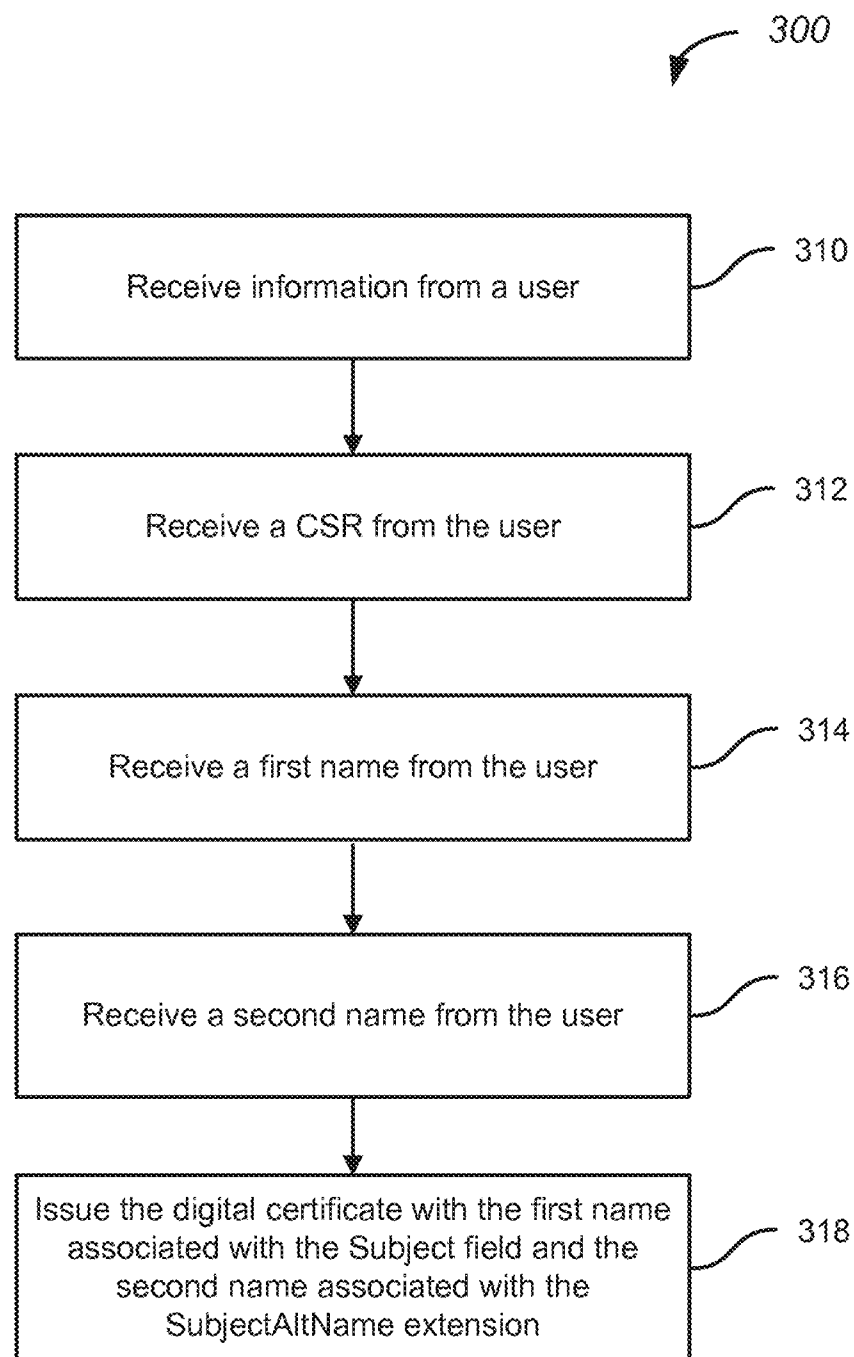 300
Receive information from a user
310
Receive a CSR from the user
312
Receive a first name from the user
314
Receive a second name from the user
316
Issue the digital certificate with the first name
associated with the Subject field and the
second name associated with the
SubjectAltName extension
318